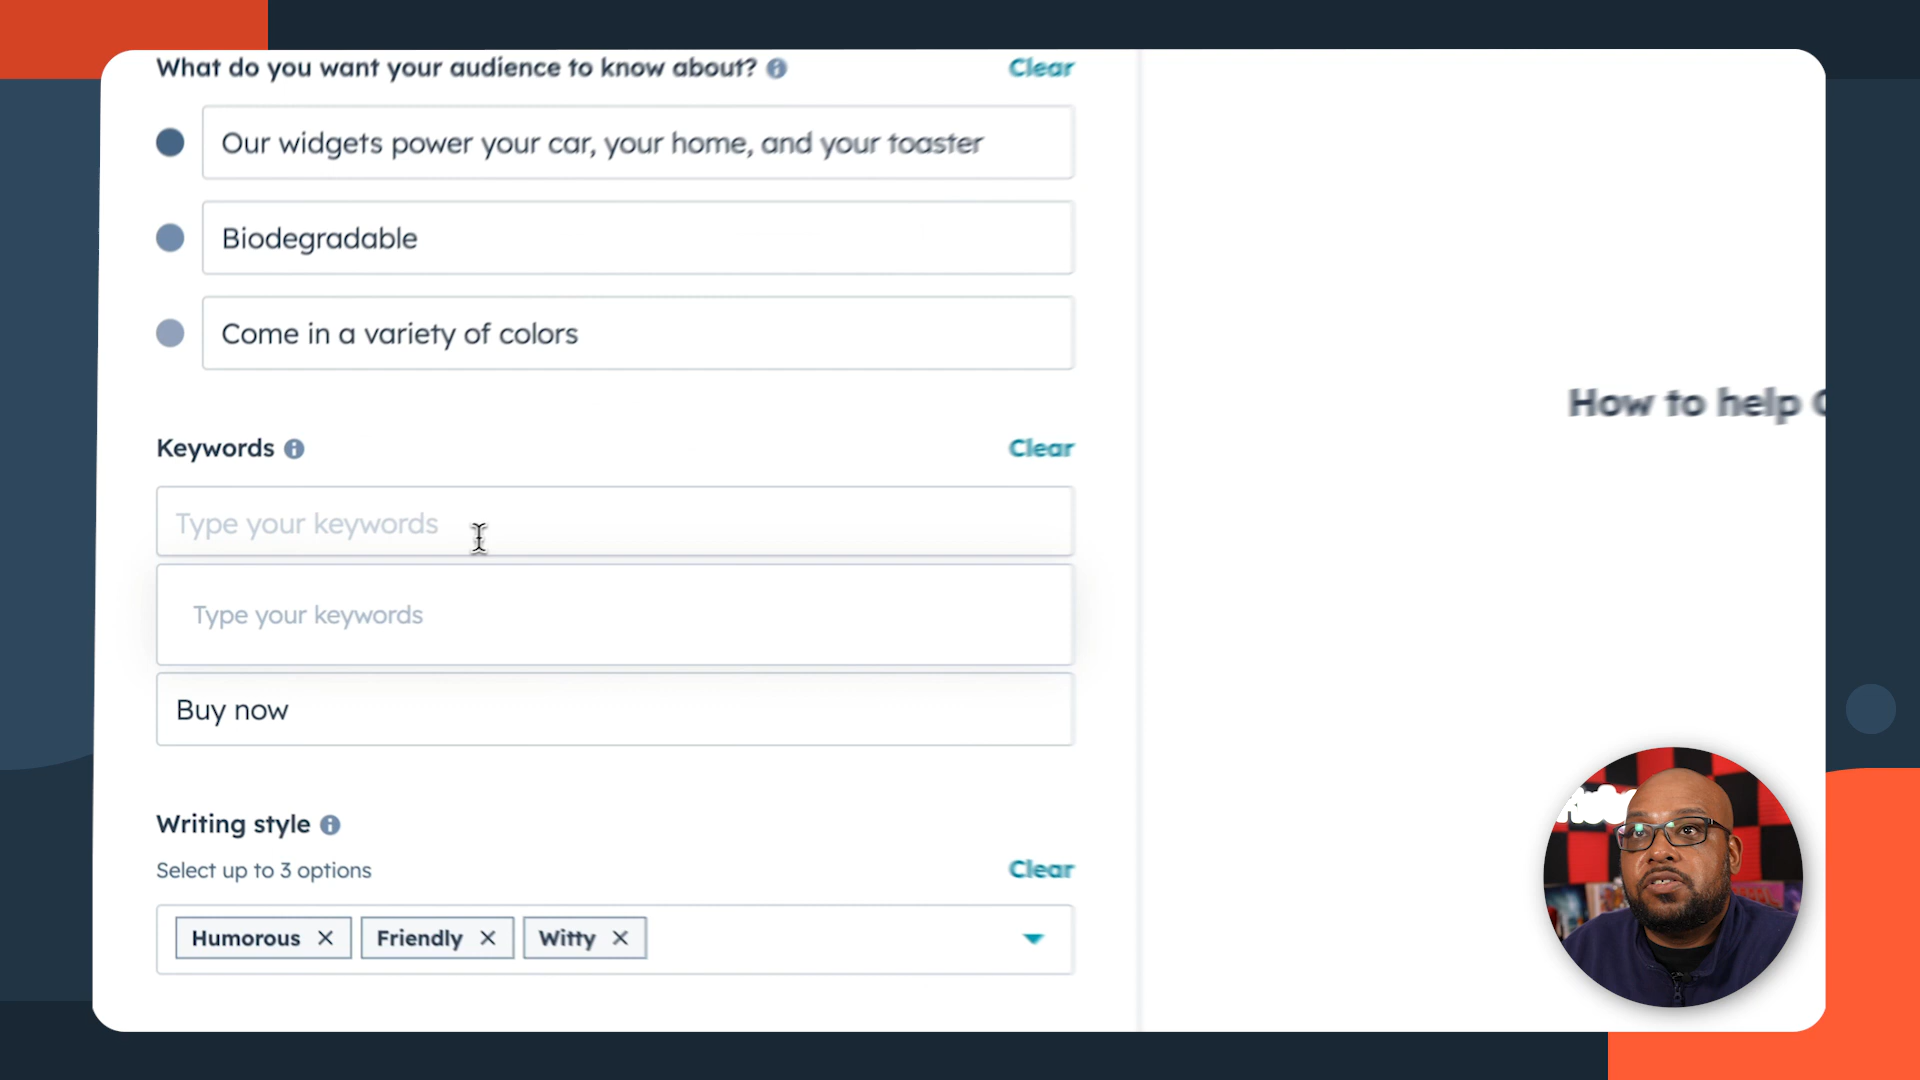 What do you want your audience to know about?
Clear
Our widgets power your car, your home, and your toaster
Biodegradable
Come in a variety of colors
How to help
Keywords
Clear
Type your keywords
Type your keywords
Buy now
Writing style
Select up to 3 options
Clear
Humorous
Friendly
Witty